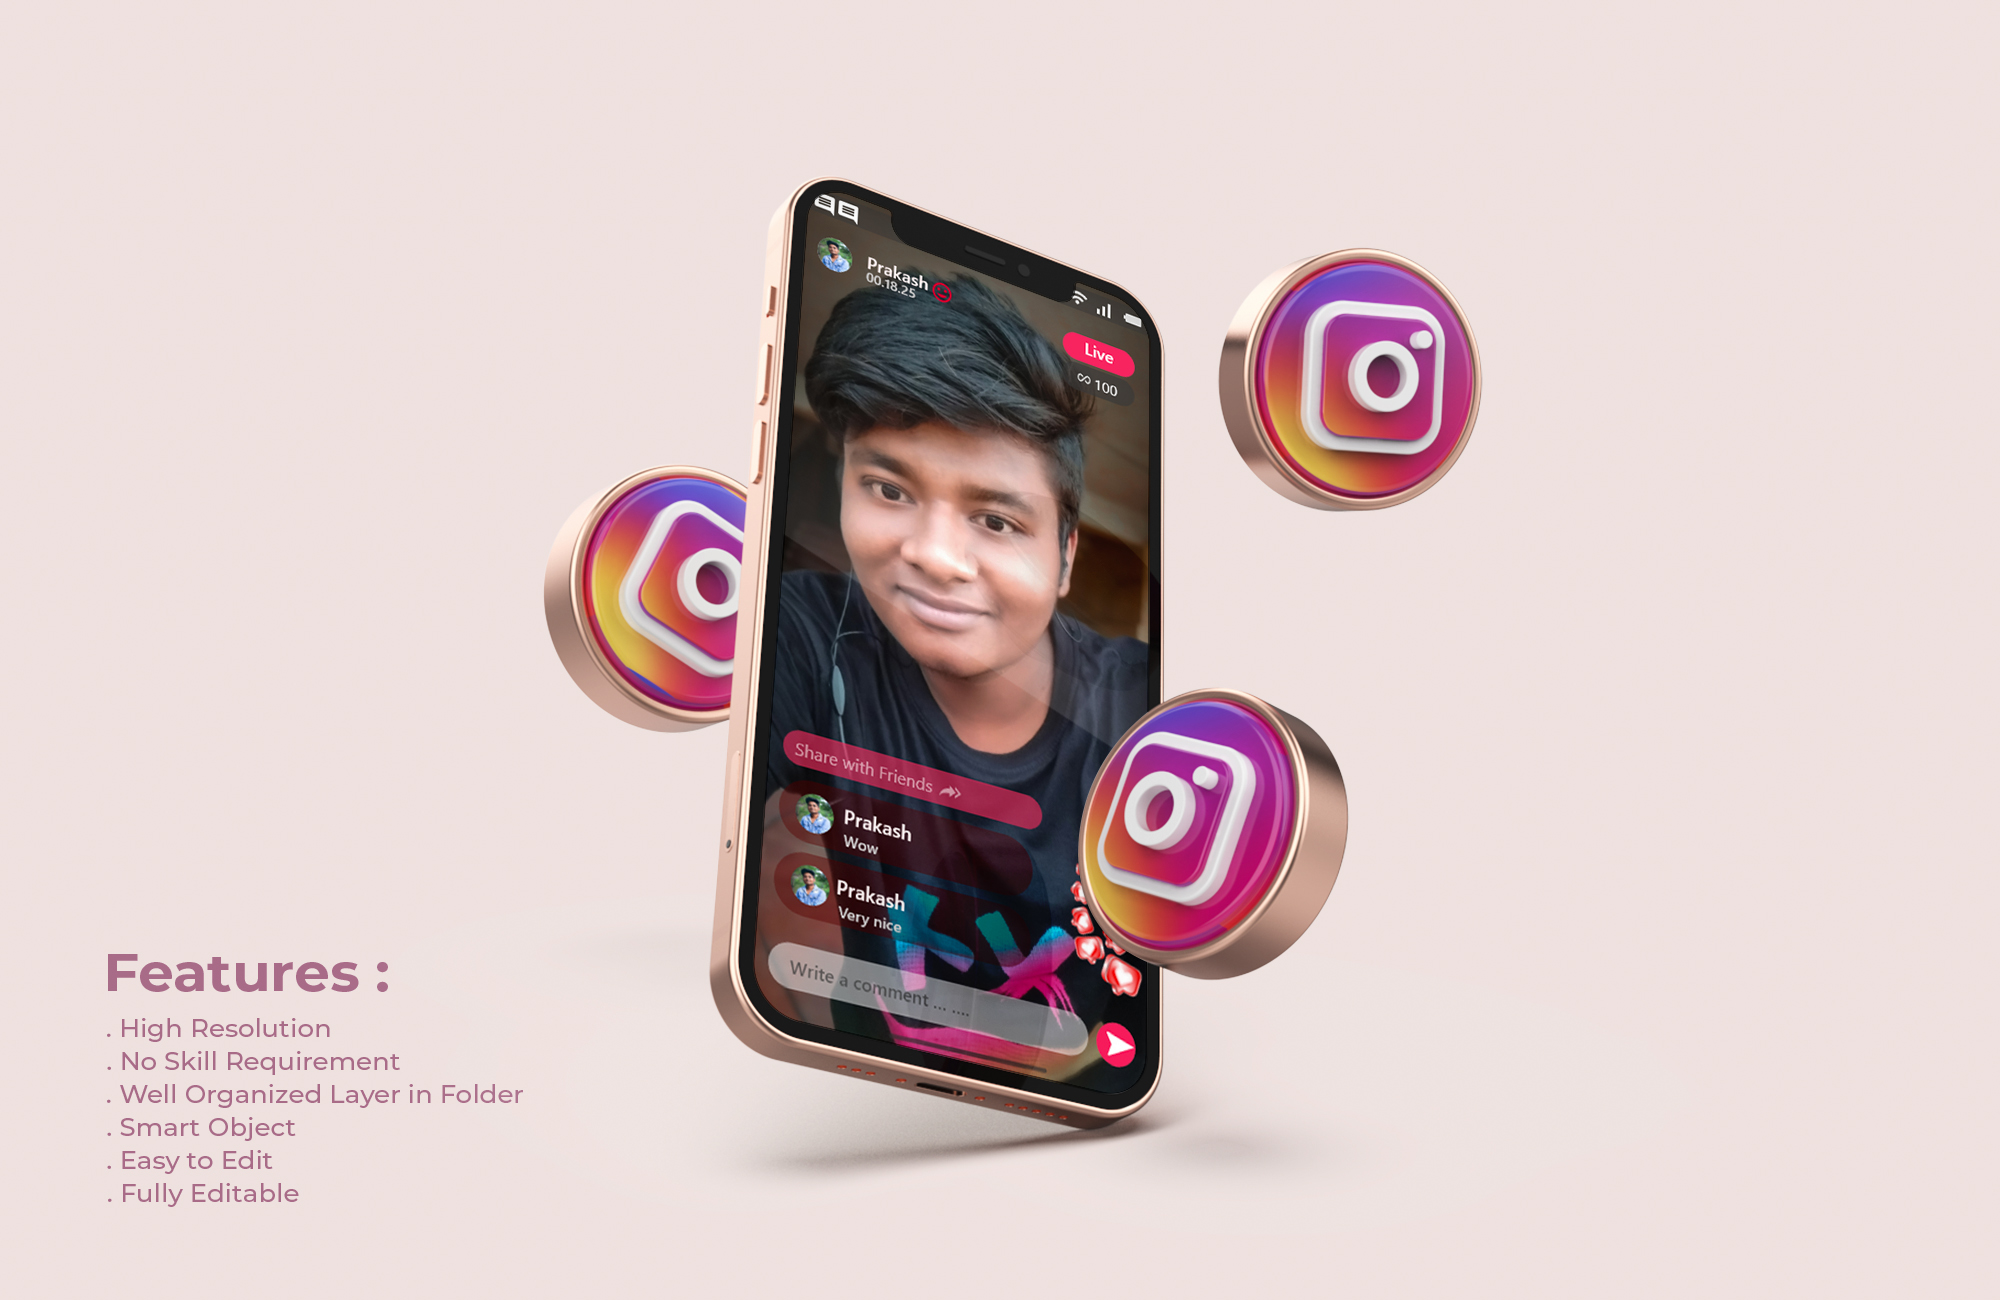 Prakash
00.18.25
Live
∞ 100
Share with Friends
Prakash
Wow
Prakash
Very nice
Write a comment ... ....
Features :
. High Resolution
. No Skill Requirement
. Well Organized Layer in Folder
. Smart Object
. Easy to Edit
. Fully Editable